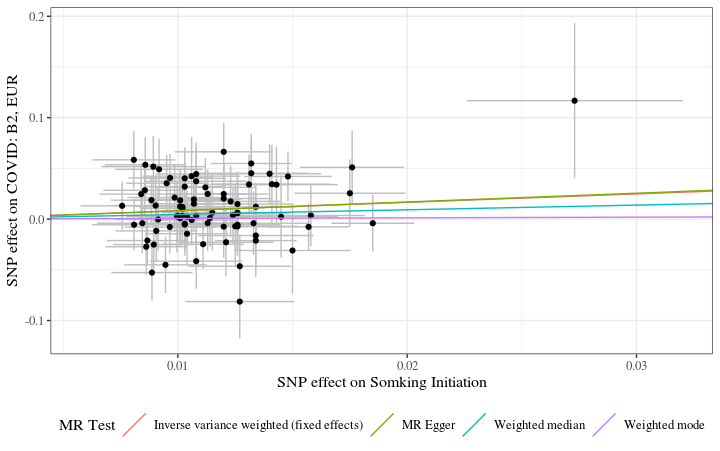 SNP effect on COVID: B2, EUR
0.2
0.1
0.0
-0.1
0.01
0.02
0.03
SNP effect on Somking Initiation
MR Test
Inverse variance weighted (fixed effects)
MR Egger
Weighted median
Weighted mode